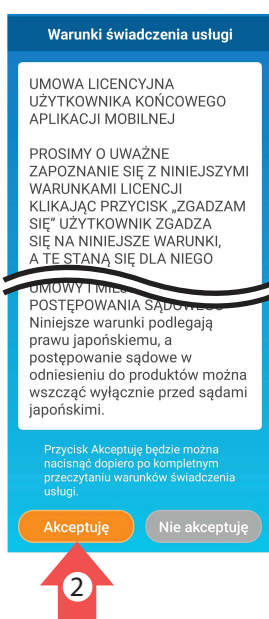 Warunki świadczenia usługi
UMOWA LICENCYJNA
UŻYTKOWNIKA KOŃCOWEGO
APLIKACJI MOBILNEJ
PROSIMY O UWAŻNE
ZAPOZNANIE SIĘ Z NINIEJSZYMI
WARUNKAMI LICENCJI
KLIKAJĄC PRZYCISK „ZGADZAM
SIĘ” UŻYTKOWNIK ZGADZA
SIĘ NA NINIEJSZE WARUNKI,
A TE STANĄ SIĘ DLA NIEGO
UMOWY I
POSTĘPOWANIA SĄDOWEGO
Niniejsze warunki podlegają
prawu japońskiemu, a
postępowanie sądowe w
odniesieniu do produktów można
wszcząć wyłącznie przed sądami
japońskimi.
Przycisk Akceptuję będzie można
nacisnąć dopiero po kompletnym
przeczytaniu warunków świadczenia
usługi.
Akceptuję
Nie akceptuję
2